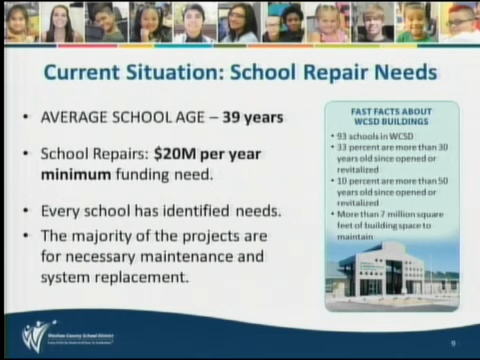 Current Situation: School Repair Needs
• AVERAGE SCHOOL AGE – 39 years
• School Repairs: $20M per year
minimum funding need.
• Every school has identified needs.
• The majority of the projects are
for necessary maintenance and
system replacement.
FAST FACTS ABOUT
WCSD BUILDINGS
• 93 schools in WCSD
• 33 percent are more than 30
years old since opened or
revitalized
• 10 percent are more than 50
years old since opened or
revitalized
• More than 7 million square
feet of building space to
maintain
Washoe County School District
9